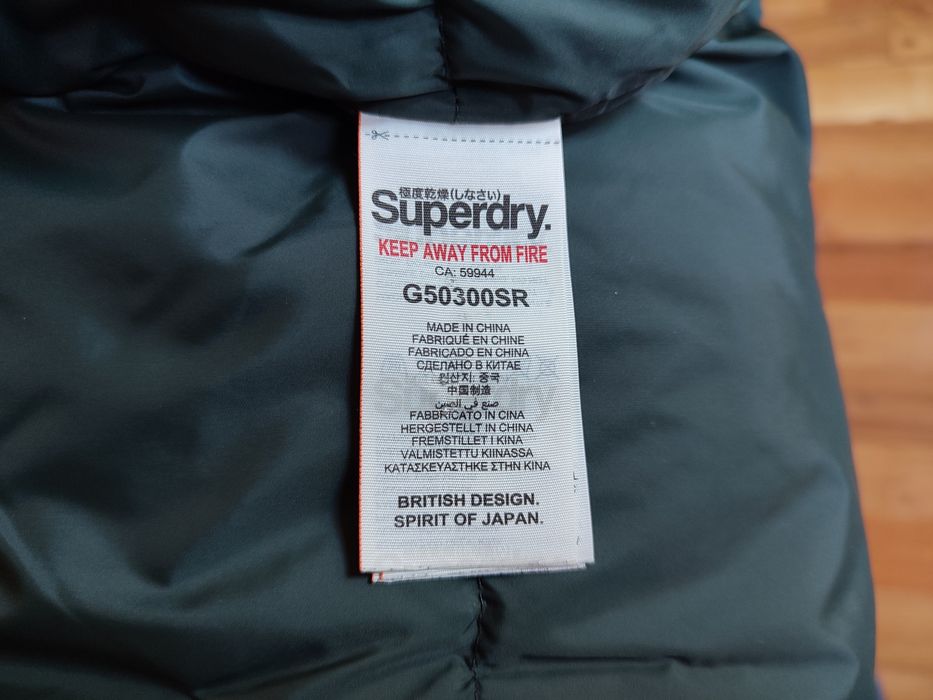 極度乾燥(しなさい)
Superdry.
KEEP AWAY FROM FIRE
CA: 59944
G50300SR
MADE IN CHINA
FABRIQUÉ EN CHINE
FABRICADO EN CHINA
СДЕЛАНО В КИТАЕ
원산지: 중국
中国制造
صنع في الصين
FABBRICATO IN CINA
HERGESTELLT IN CHINA
FREMSTILLET I KINA
VALMISTETTU KIINASSA
ΚΑΤΑΣΚΕΥΑΣΤΗΚΕ ΣΤΗΝ ΚΙΝΑ
BRITISH DESIGN.
SPIRIT OF JAPAN.